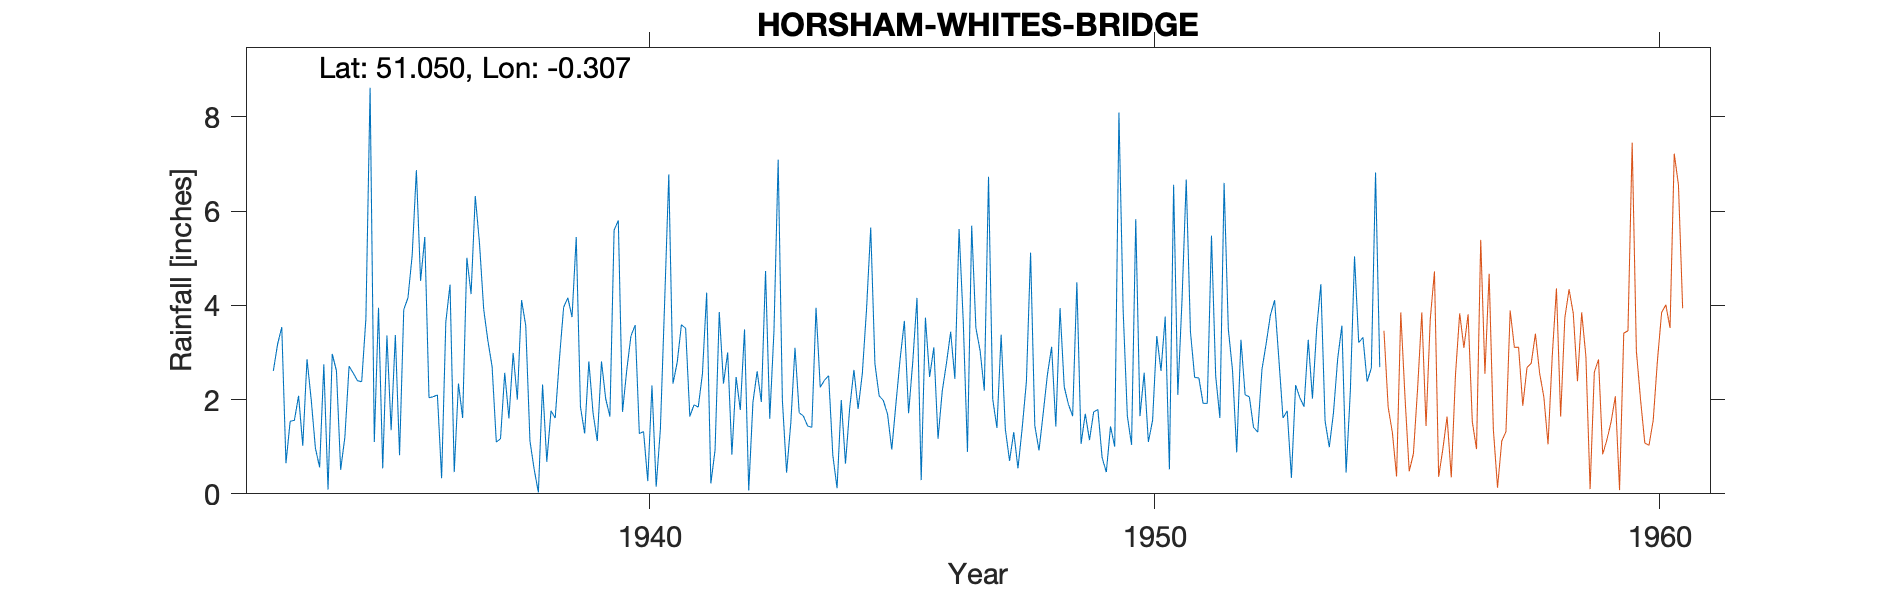 HORSHAM-WHITES-BRIDGE
Lat: 51.050, Lon: -0.307
8
6
4
2
0
Rainfall [inches]
1940 1950 1960
Year